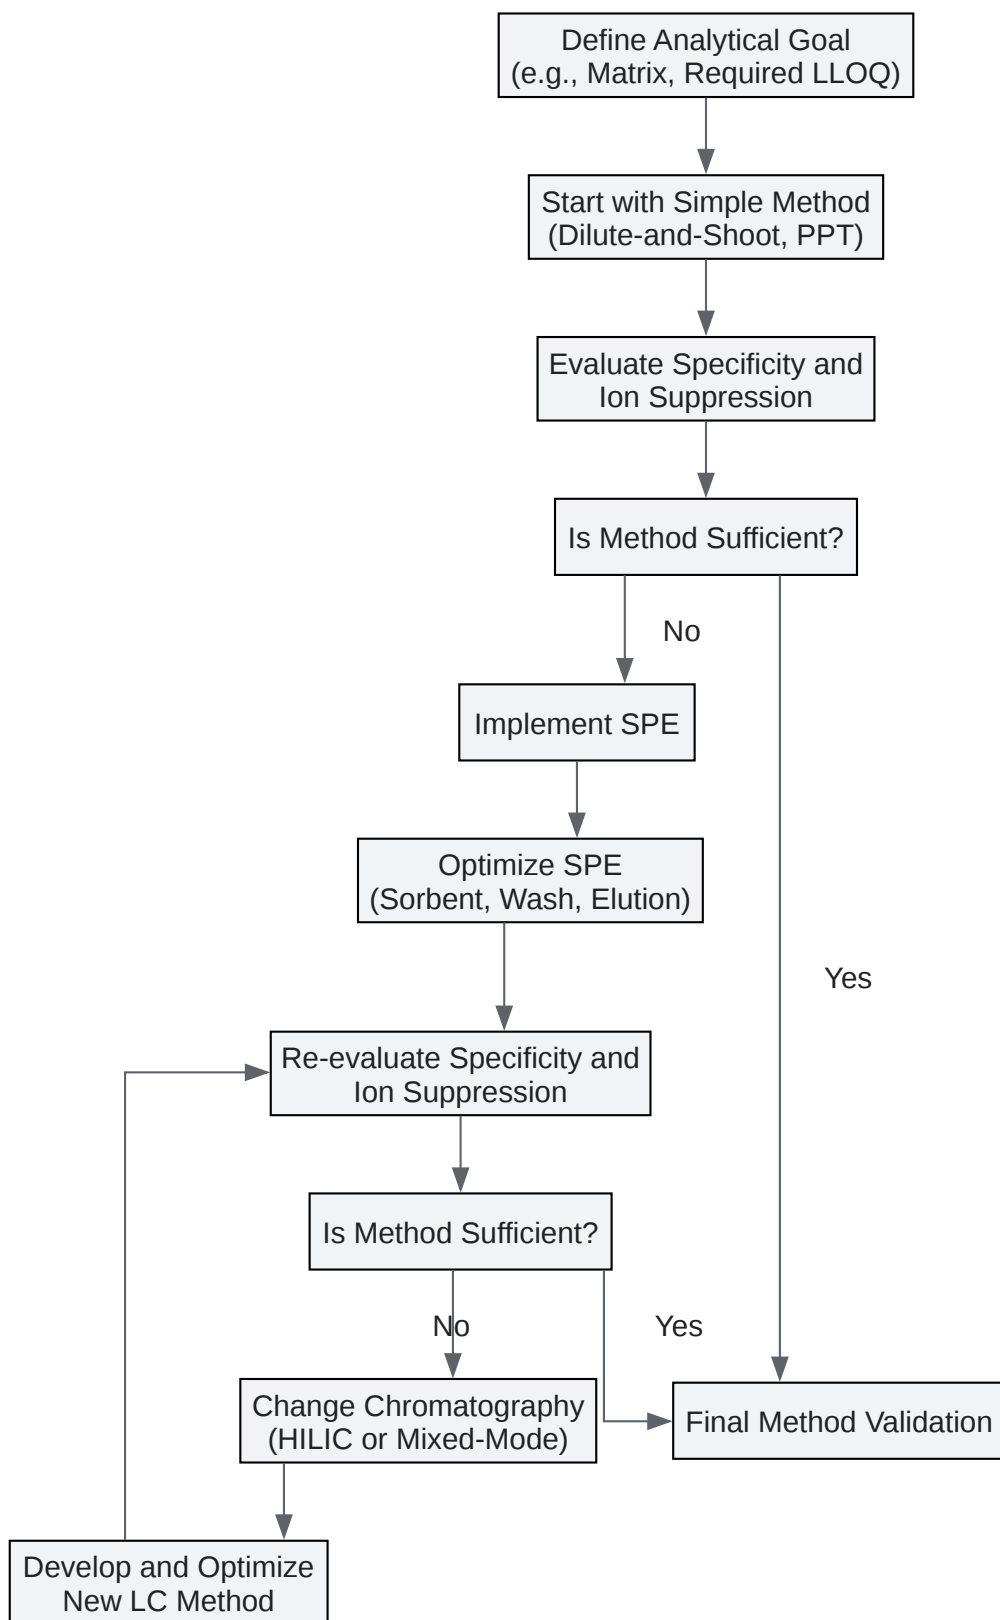 Define Analytical Goal
(e.g., Matrix, Required LLOQ)
Start with Simple Method
(Dilute-and-Shoot, PPT)
Evaluate Specificity and
Ion Suppression
Is Method Sufficient?
No
Implement SPE
Optimize SPE
(Sorbent, Wash, Elution)
Yes
Re-evaluate Specificity and
Ion Suppression
Is Method Sufficient?
No
Yes
Change Chromatography
(HILIC or Mixed-Mode)
Final Method Validation
Develop and Optimize
New LC Method